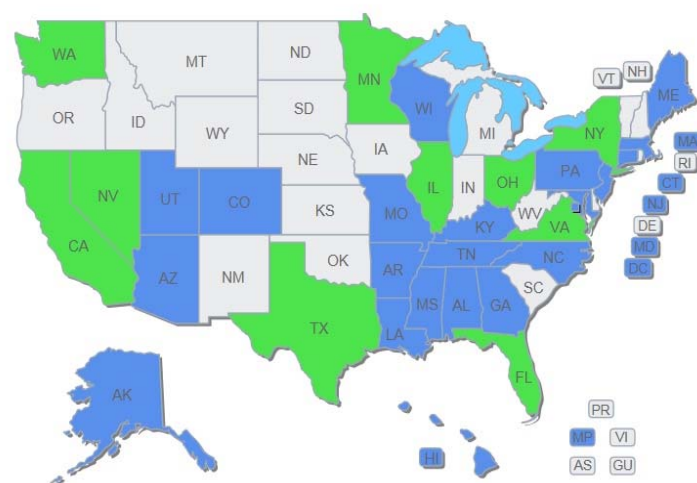 WA
MT
ND
MN
VT
NH
ME
OR
ID
WY
SD
WI
MI
NY
MA
RI
CT
NJ
DE
MD
DC
NE
IA
IL
IN
OH
PA
NV
UT
CO
KS
MO
KY
WV
VA
CA
AZ
NM
OK
AR
TN
NC
SC
TX
LA
MS
AL
GA
FL
AK
HI
PR
MP VI
AS GU